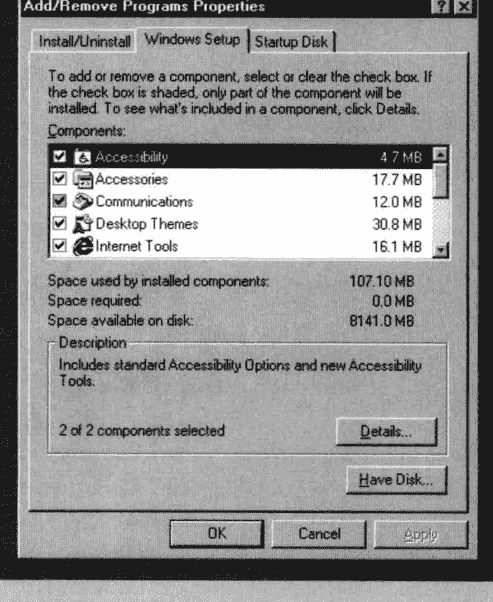 Add/Remove Programs Properties
Install/Uninstall Windows Setup Startup Disk
To add or remove a component, select or clear the check box. If
the check box is shaded, only part of the component will be
installed. To see what's included in a component, click Details.
Components:
Accessibility 4.7 MB
Accessories 17.7 MB
Communications 12.0 MB
Desktop Themes 30.8 MB
Internet Tools 16.1 MB
Space used by installed components: 107.10 MB
Space required: 0.0 MB
Space available on disk: 8141.0 MB
Description
Includes standard Accessibility Options and new Accessibility
Tools.
2 of 2 components selected Details...
Have Disk...
OK Cancel Apply